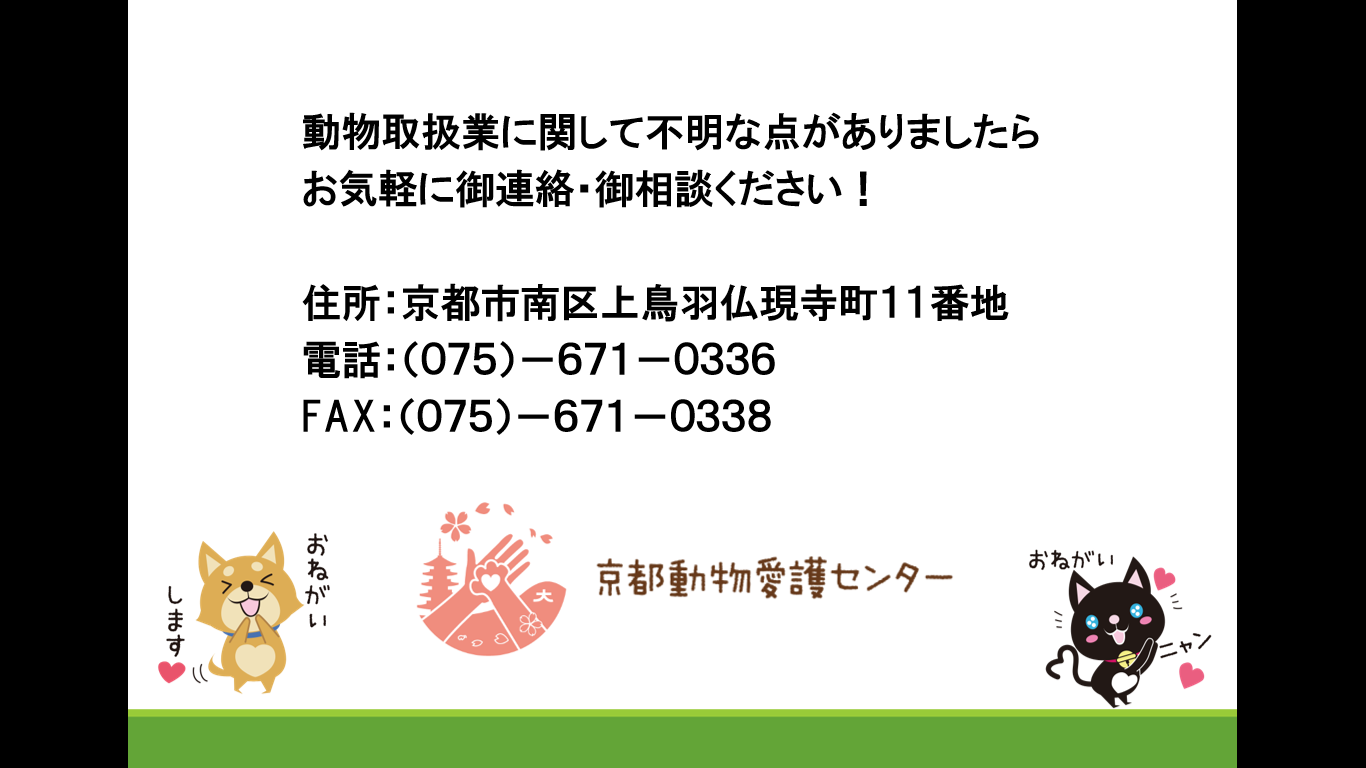 動物取扱業に関して不明な点がありましたら
お気軽に御連絡・御相談ください！
住所：京都市南区上鳥羽仏現寺町11番地
電話：（０７５）－６７１－０３３６
FAX：（０７５）－６７１－０３３８
おねがい
します
大
京都動物愛護センター
おねがい
ニャン